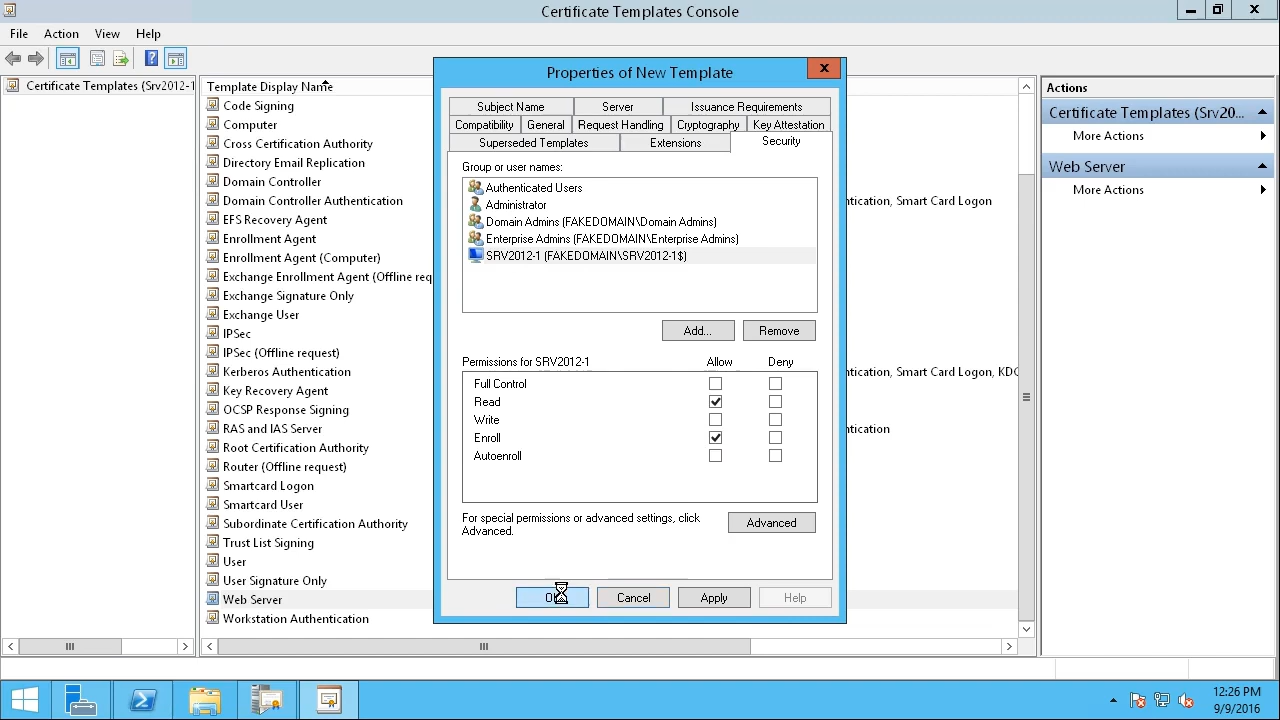 Certificate Templates Console
File Action View Help
Certificate Templates (Srv2012-1
Template Display Name
Code Signing
Computer
Cross Certification Authority
Directory Email Replication
Domain Controller
Domain Controller Authentication
EFS Recovery Agent
Enrollment Agent
Enrollment Agent (Computer)
Exchange Enrollment Agent (Offline req
Exchange Signature Only
Exchange User
IPSec
IPSec (Offline request)
Kerberos Authentication
Key Recovery Agent
OCSP Response Signing
RAS and IAS Server
Root Certification Authority
Router (Offline request)
Smartcard Logon
Smartcard User
Subordinate Certification Authority
Trust List Signing
User
User Signature Only
Web Server
Workstation Authentication
ntication, Smart Card Logon
ntication, Smart Card Logon, KDC
ntication
Properties of New Template
Subject Name Server Issuance Requirements
Compatibility General Request Handling Cryptography Key Attestation
Superseded Templates Extensions Security
Group or user names:
Authenticated Users
Administrator
Domain Admins (FAKEDOMAIN\Domain Admins)
Enterprise Admins (FAKEDOMAIN\Enterprise Admins)
SRV2012-1 (FAKEDOMAIN\SRV2012-1$)
Add... Remove
Permissions for SRV2012-1 Allow Deny
Full Control
Read
Write
Enroll
Autoenroll
For special permissions or advanced settings, click
Advanced.
Advanced
Cancel Apply Help
Actions
Certificate Templates (Srv20...
More Actions
Web Server
More Actions
12:26 PM
9/9/2016